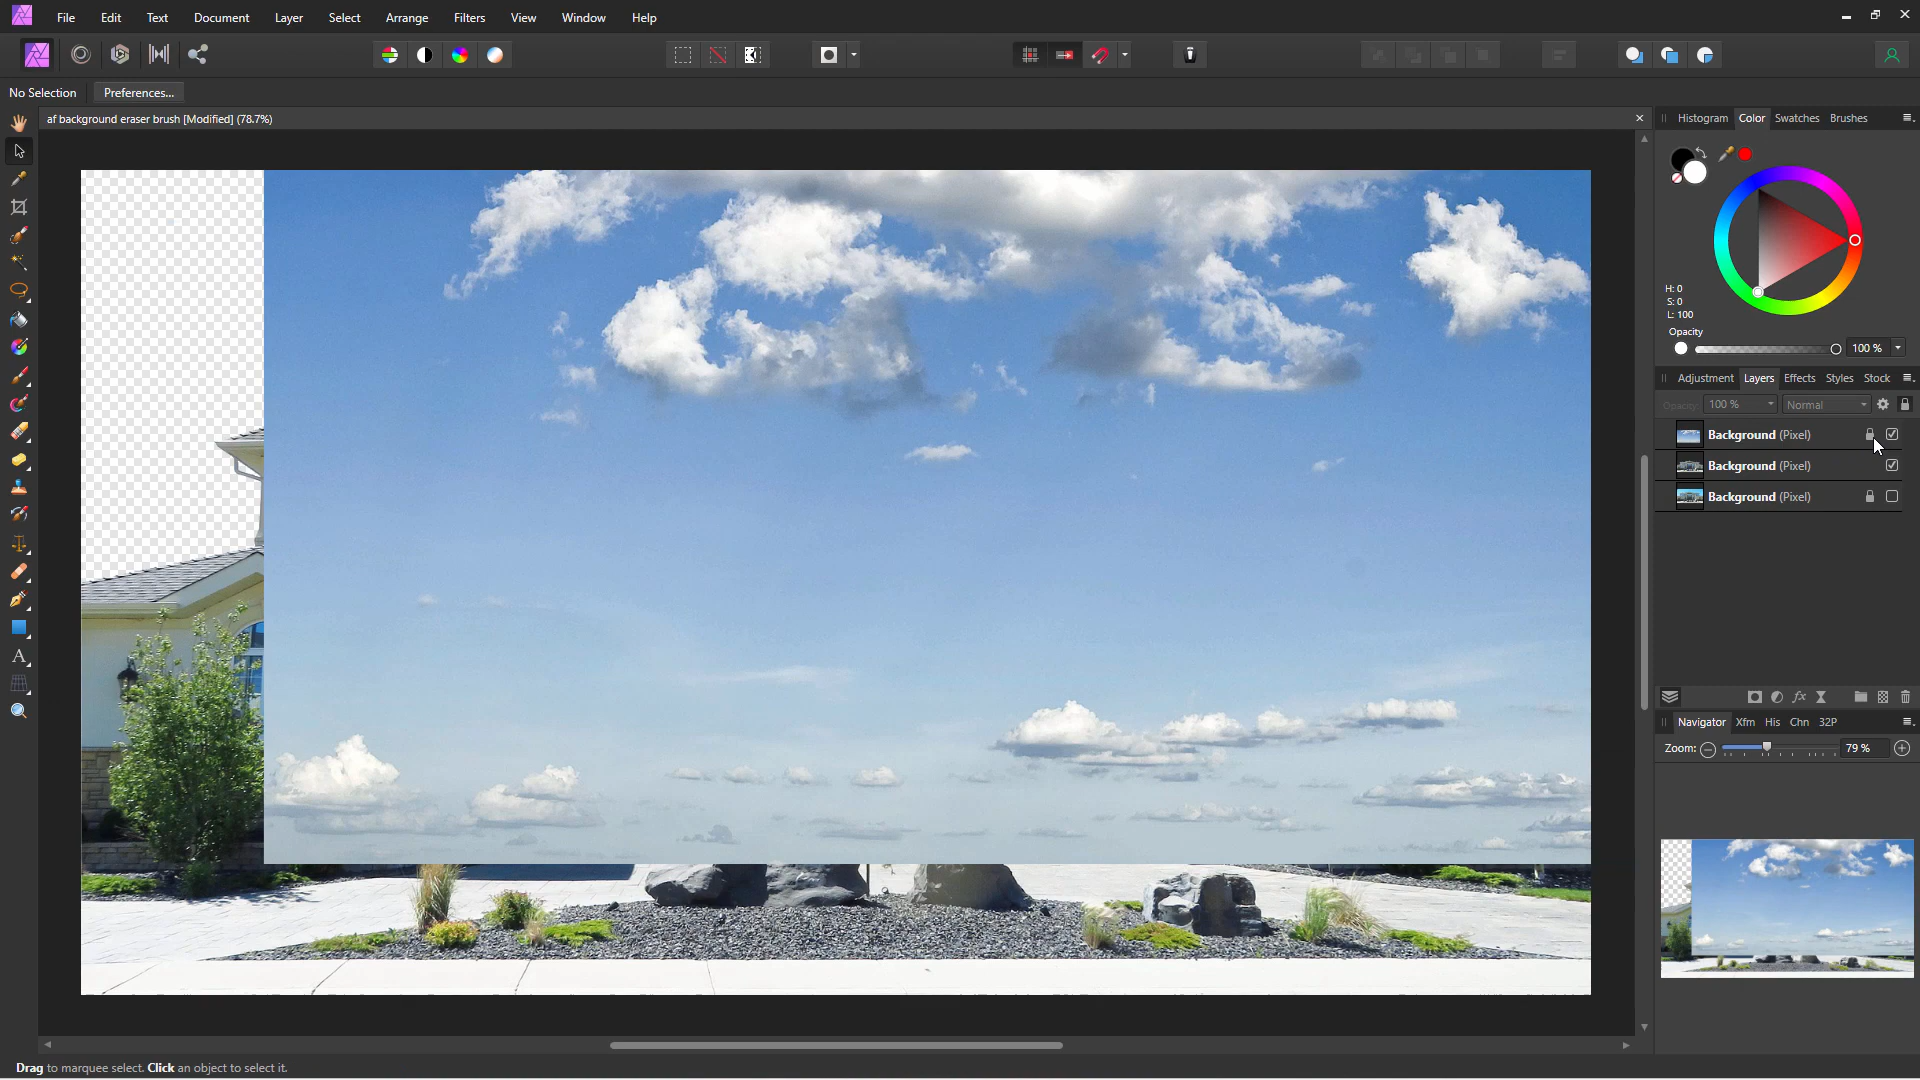 File Edit Text Document Layer Select Arrange Filters View Window Help
No Selection Preferences...
af background eraser brush [Modified] (78.7%)
Histogram Color Swatches Brushes
H: 0
S: 0
L: 100
Opacity
100 %
Adjustment Layers Effects Styles Stock
Opacity: 100 % Normal
Background (Pixel)
Background (Pixel)
Background (Pixel)
Navigator Xfm His Chn 32P
Zoom: 79 %
Drag to marquee select. Click an object to select it.